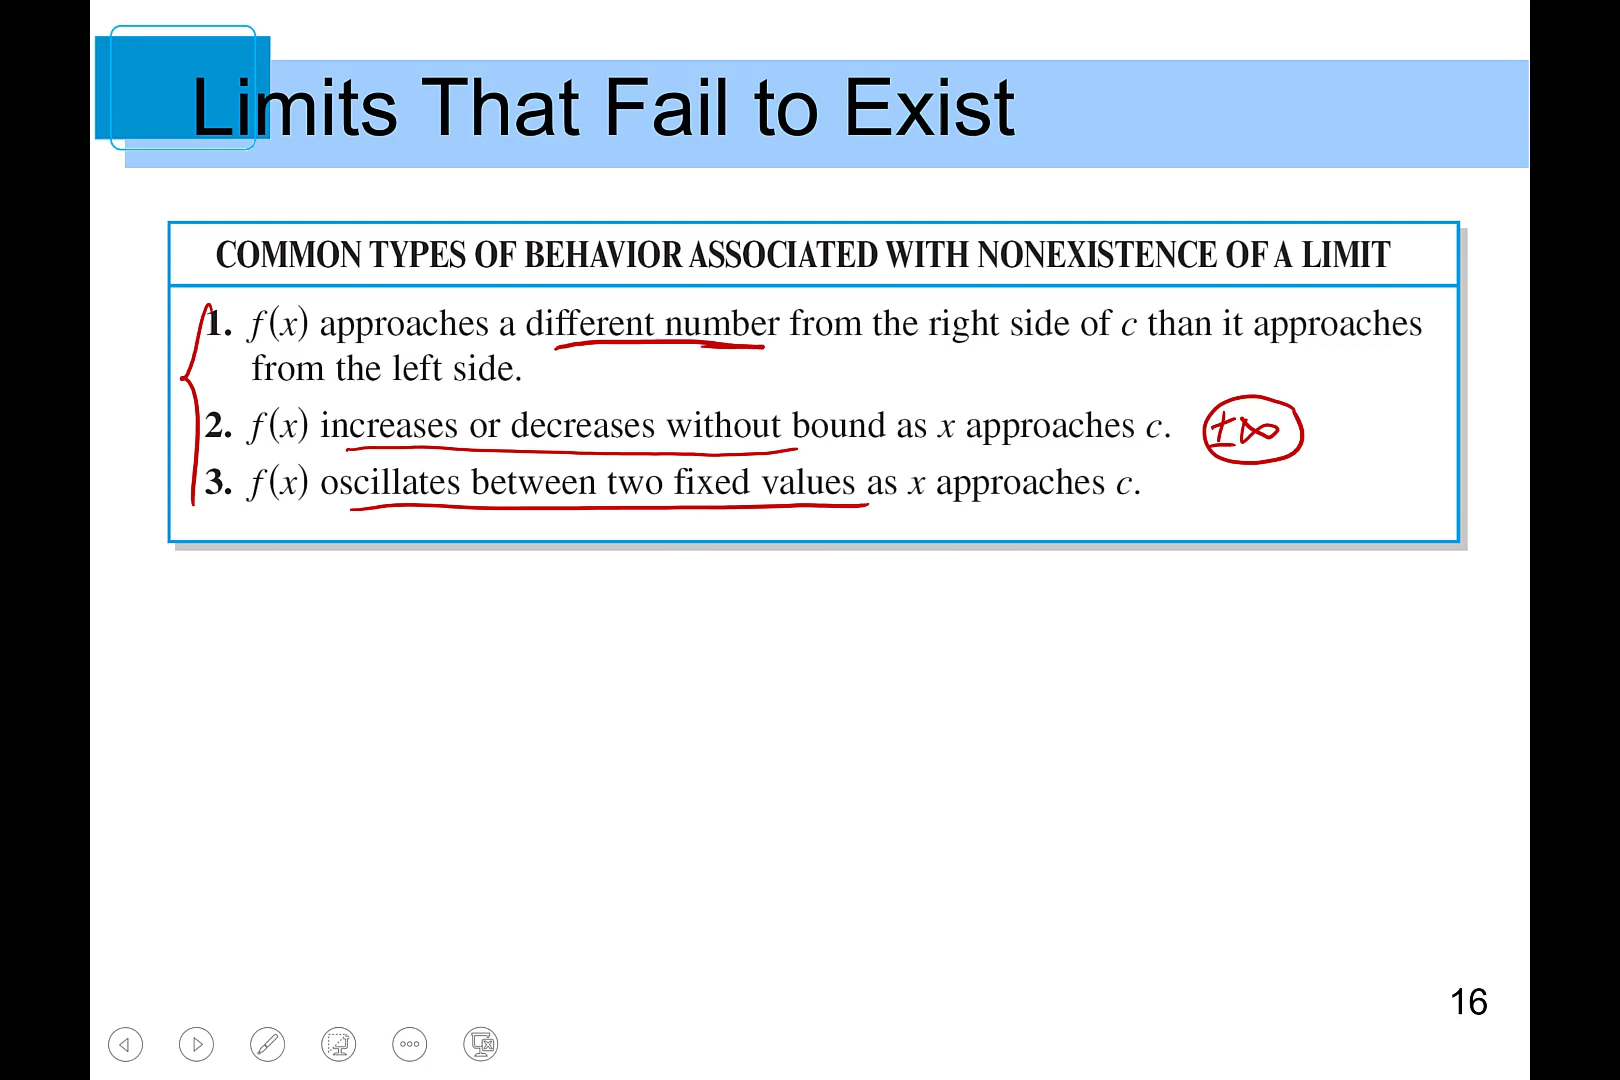 Limits That Fail to Exist
COMMON TYPES OF BEHAVIOR ASSOCIATED WITH NONEXISTENCE OF A LIMIT
1. f(x) approaches a different number from the right side of c than it approaches
from the left side.
2. f(x) increases or decreases without bound as x approaches c. ±∞
3. f(x) oscillates between two fixed values as x approaches c.
16